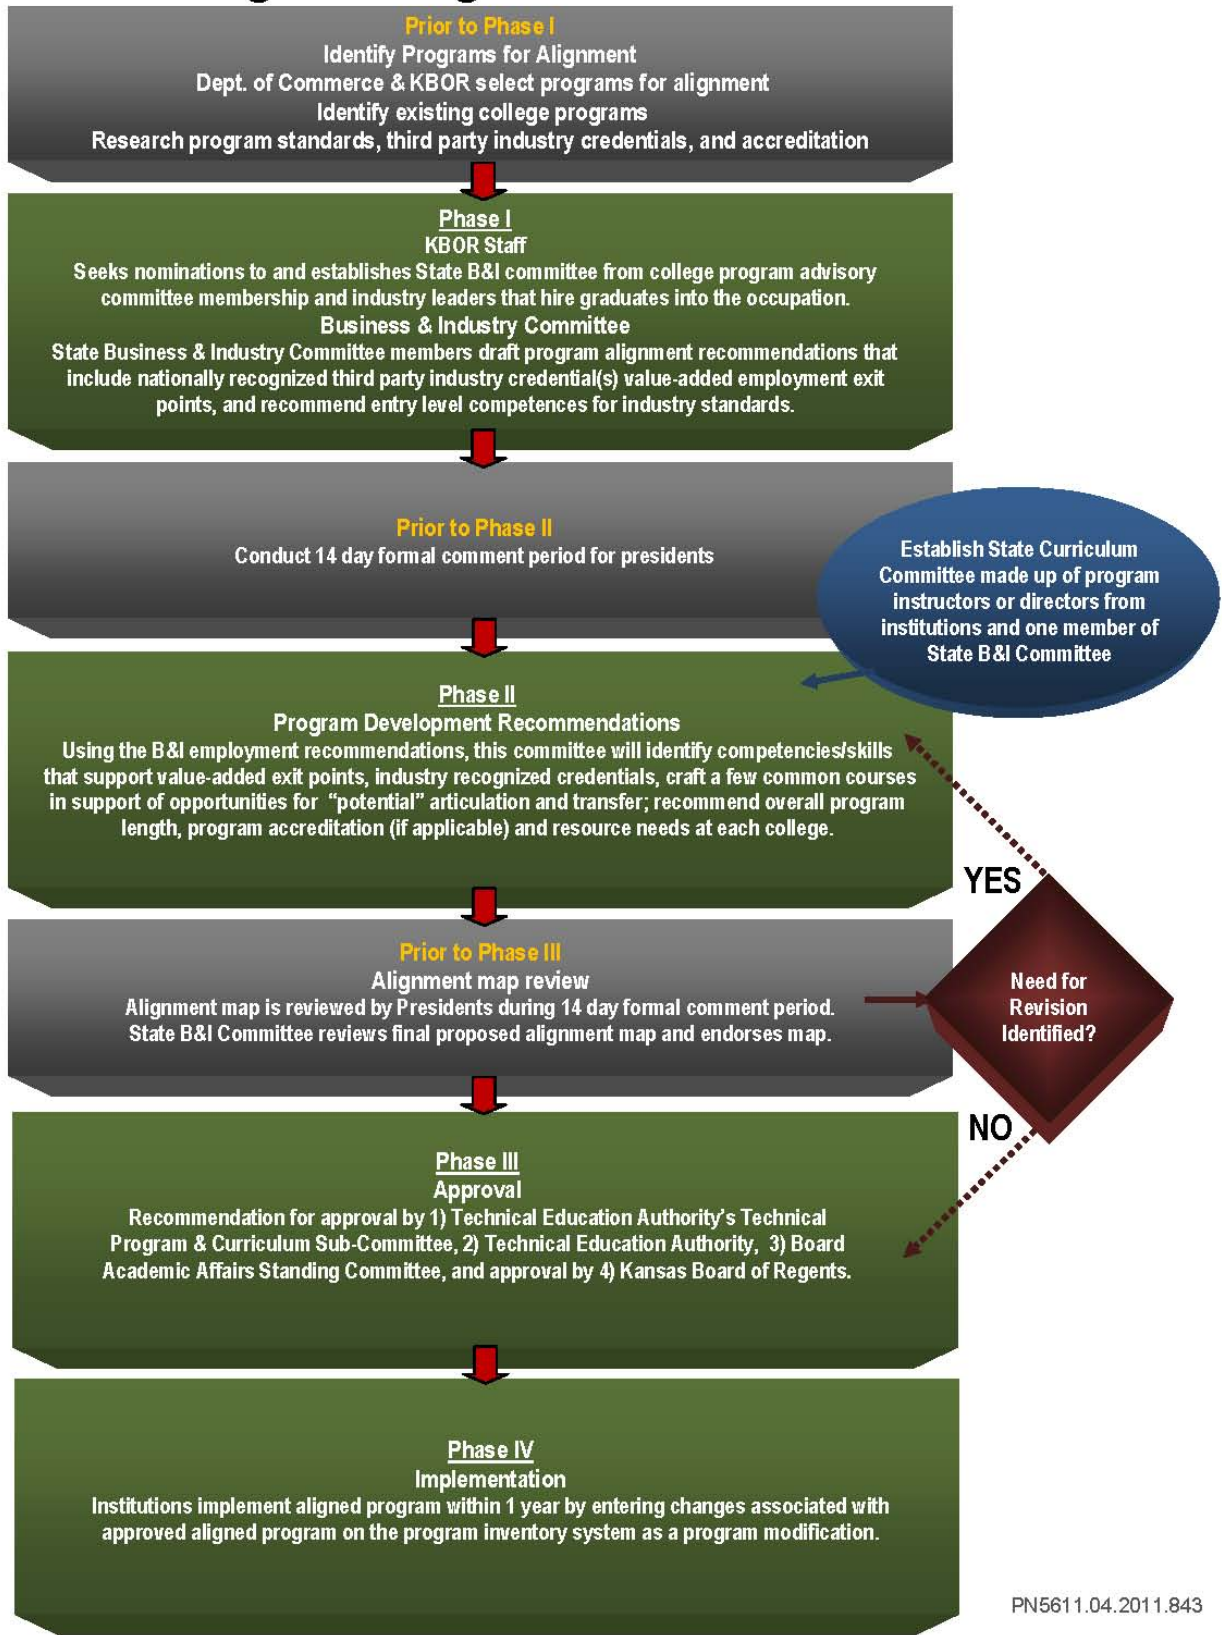 Prior to Phase I
Identify Programs for Alignment
Dept. of Commerce & KBOR select programs for alignment
Identify existing college programs
Research program standards, third party industry credentials, and accreditation
Phase I
KBOR Staff
Seeks nominations to and establishes State B&I committee from college program advisory
committee membership and industry leaders that hire graduates into the occupation.
Business & Industry Committee
State Business & Industry Committee members draft program alignment recommendations that
include nationally recognized third party industry credential(s) value-added employment exit
points, and recommend entry level competences for industry standards.
Prior to Phase II
Conduct 14 day formal comment period for presidents
Establish State Curriculum
Committee made up of program
instructors or directors from
institutions and one member of
State B&I Committee
Phase II
Program Development Recommendations
Using the B&I employment recommendations, this committee will identify competencies/skills
that support value-added exit points, industry recognized credentials, craft a few common courses
in support of opportunities for “potential” articulation and transfer; recommend overall program
length, program accreditation (if applicable) and resource needs at each college.
YES
Prior to Phase III
Alignment map review
Alignment map is reviewed by Presidents during 14 day formal comment period.
State B&I Committee reviews final proposed alignment map and endorses map.
Need for
Revision
Identified?
NO
Phase III
Approval
Recommendation for approval by 1) Technical Education Authority’s Technical
Program & Curriculum Sub-Committee, 2) Technical Education Authority, 3) Board
Academic Affairs Standing Committee, and approval by 4) Kansas Board of Regents.
Phase IV
Implementation
Institutions implement aligned program within 1 year by entering changes associated with
approved aligned program on the program inventory system as a program modification.
PN5611.04.2011.843